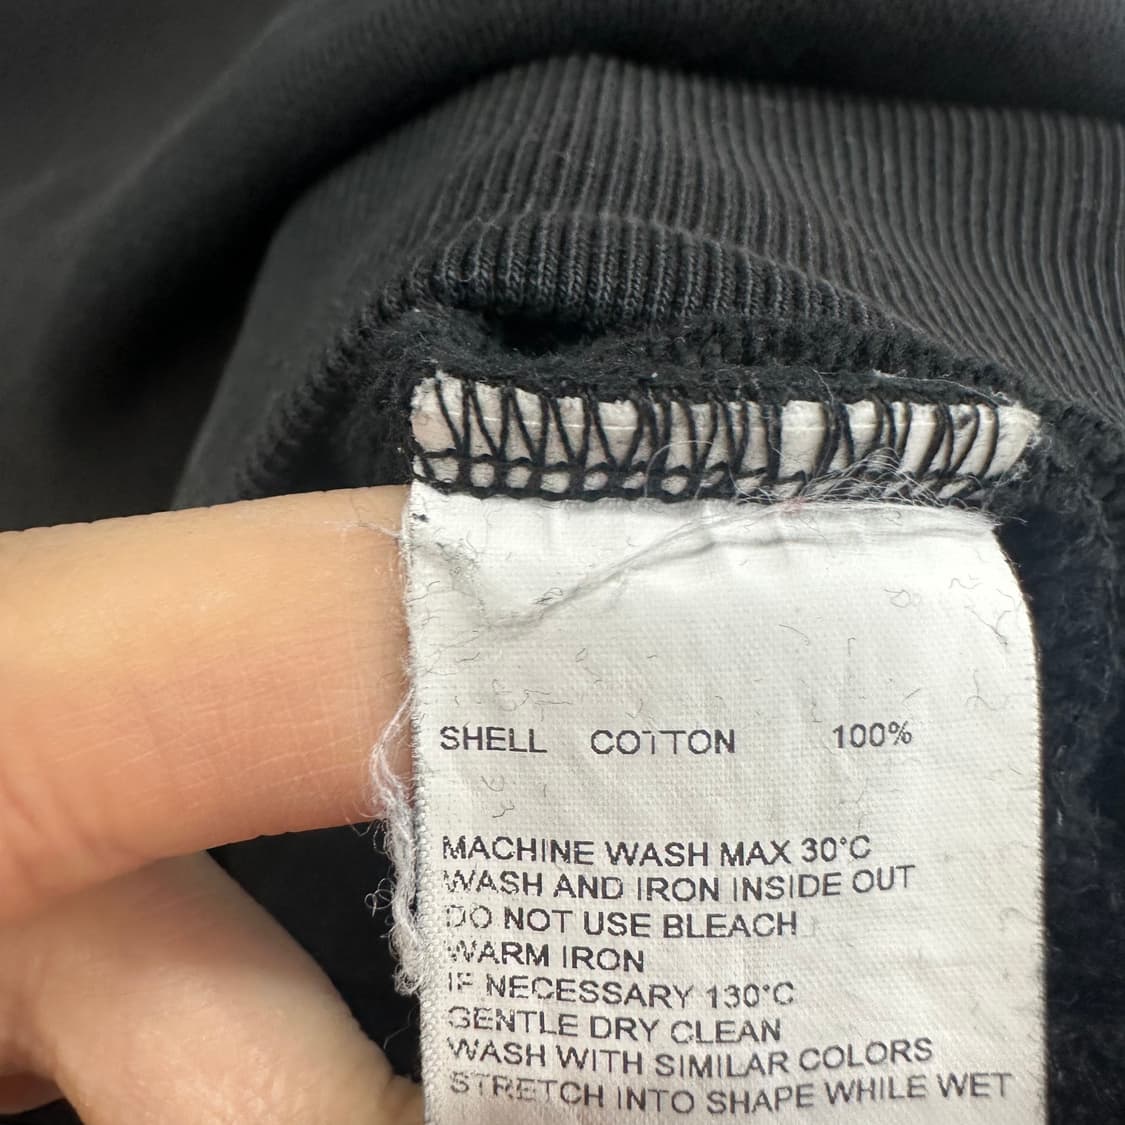 SHELL COTTON 100%
MACHINE WASH MAX 30°C
WASH AND IRON INSIDE OUT
DO NOT USE BLEACH
WARM IRON
IF NECESSARY 130°C
GENTLE DRY CLEAN
WASH WITH SIMILAR COLORS
STRETCH INTO SHAPE WHILE WET